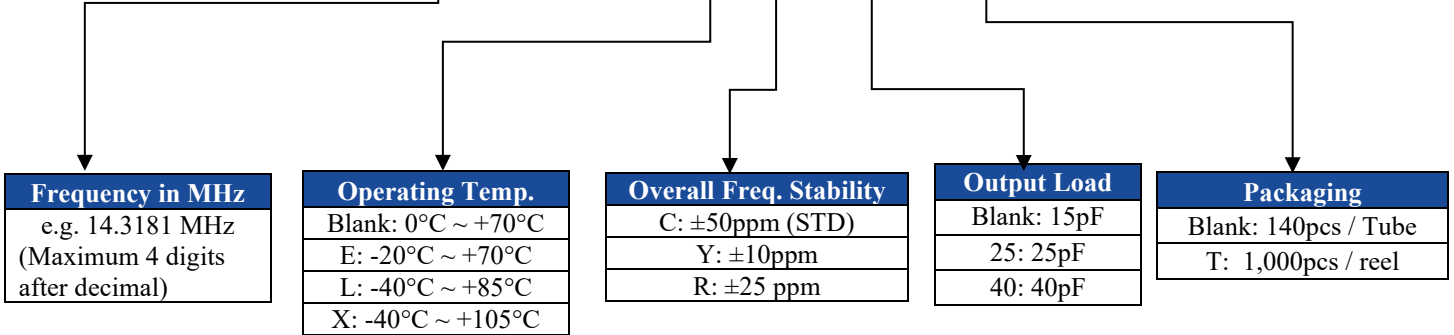 Frequency in MHz
e.g. 14.3181 MHz
(Maximum 4 digits
after decimal)
Operating Temp.
Blank: 0°C ~ +70°C
E: -20°C ~ +70°C
L: -40°C ~ +85°C
X: -40°C ~ +105°C
Overall Freq. Stability
C: ±50ppm (STD)
Y: ±10ppm
R: ±25 ppm
Output Load
Blank: 15pF
25: 25pF
40: 40pF
Packaging
Blank: 140pcs / Tube
T: 1,000pcs / reel